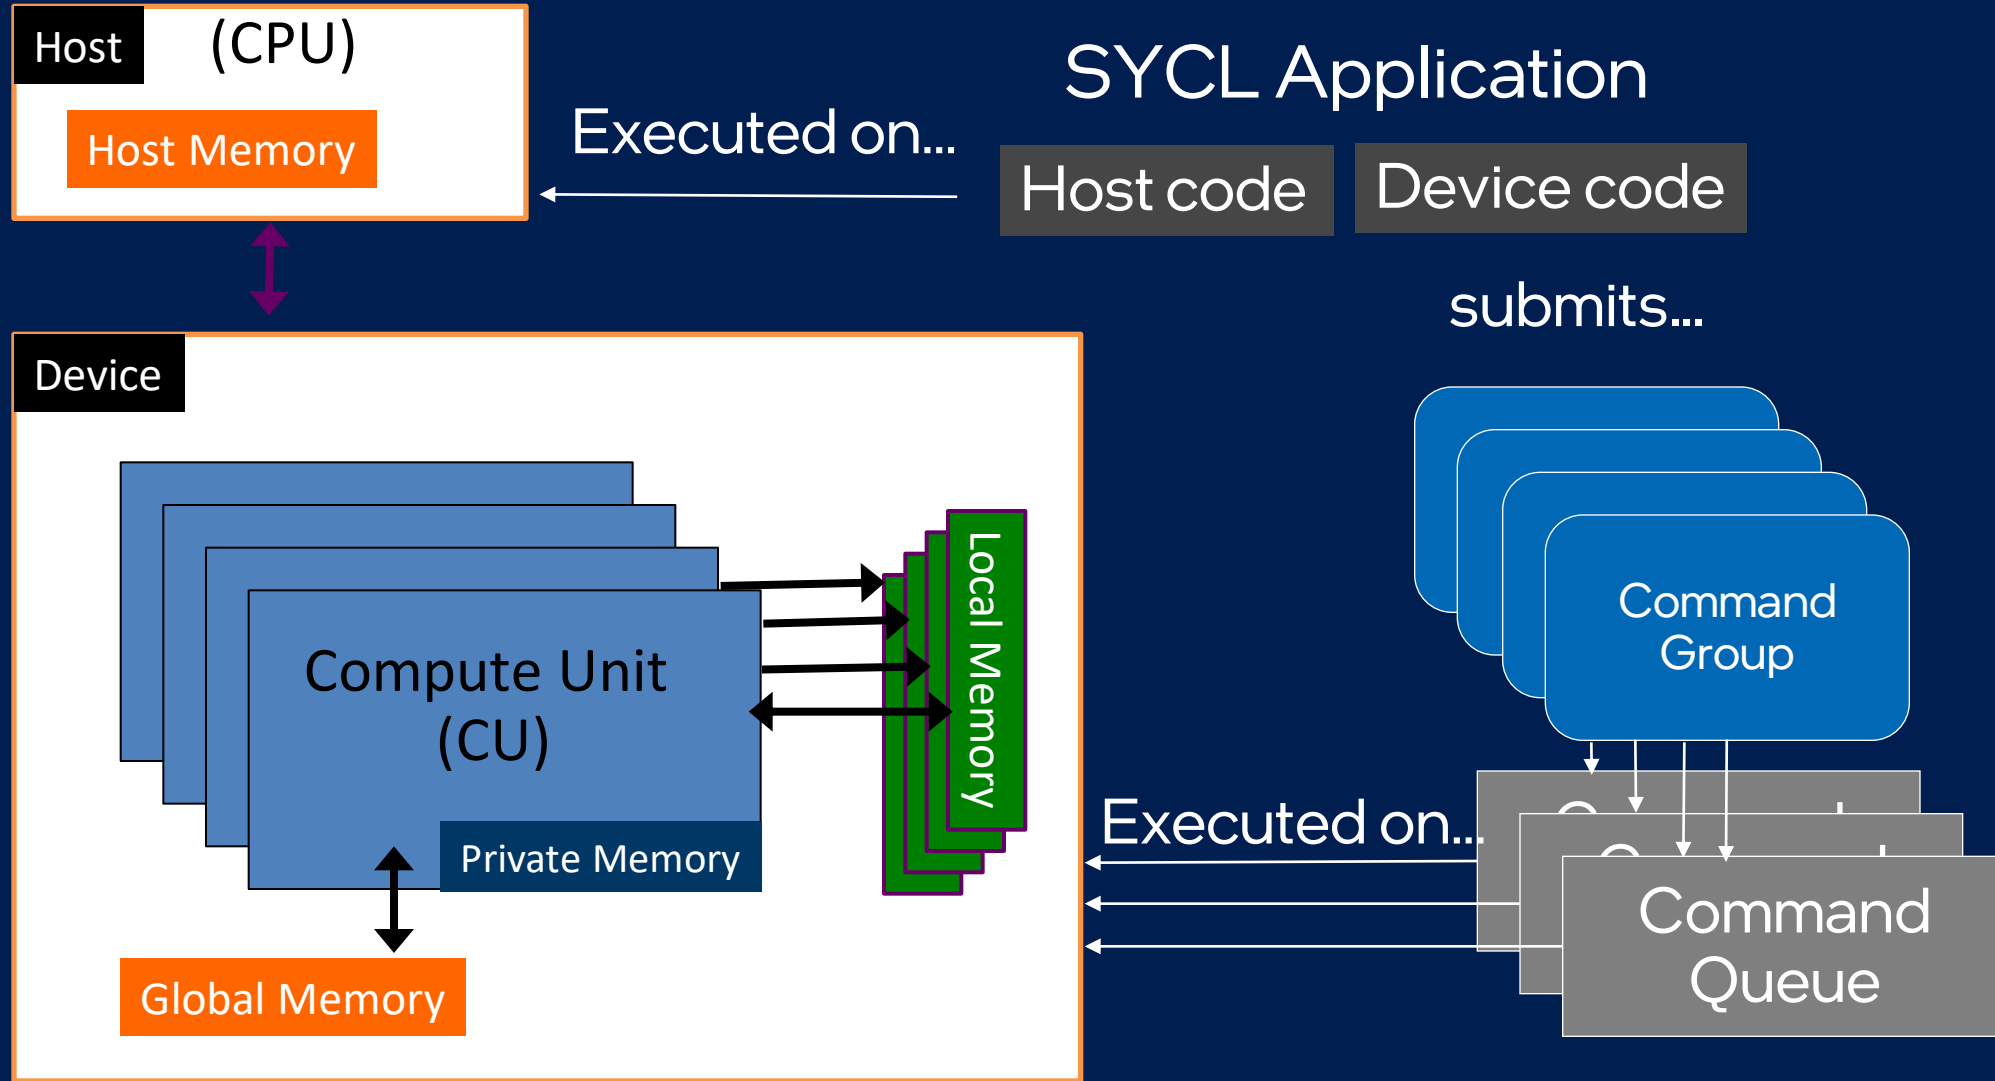 Host
(CPU)
Host Memory
Executed on...
SYCL Application
Host code
Device code
submits...
Device
Compute Unit
(CU)
Private Memory
Local Memory
Global Memory
Command
Group
Executed on...
Command
Queue